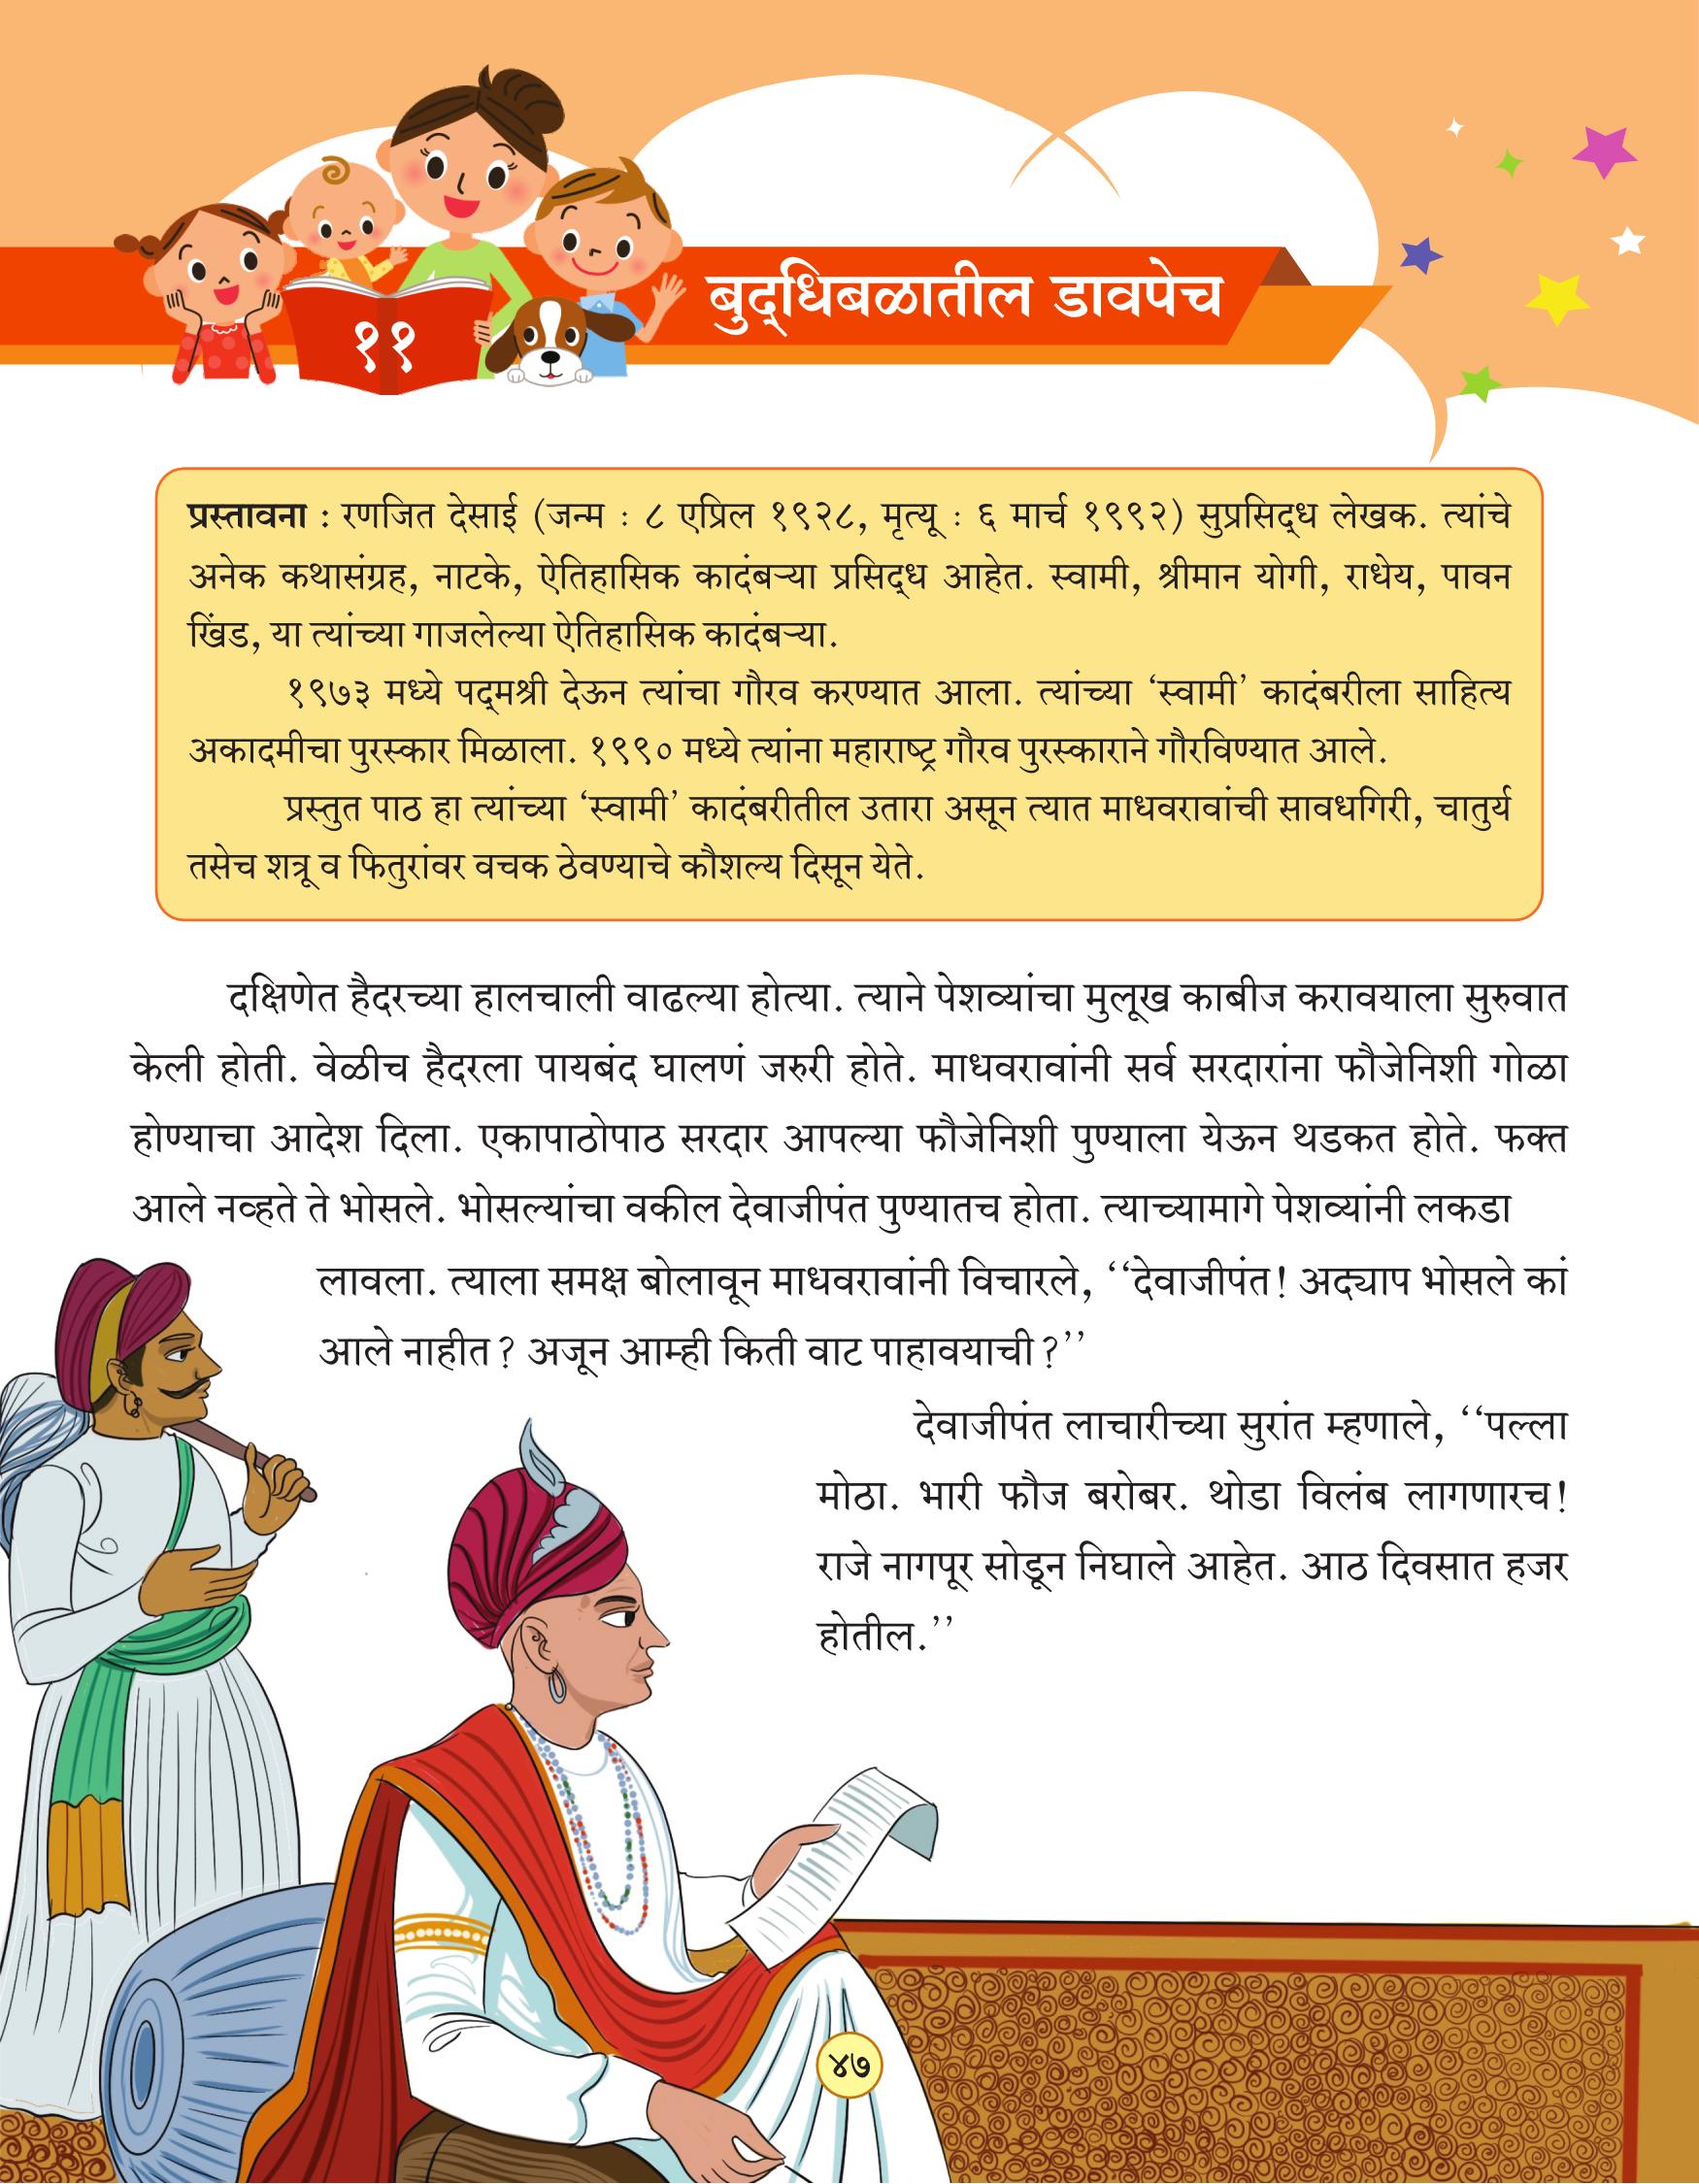 ११
बुद्‌धिबळातील डावपेच
प्रस्तावना : रणजित देसाई (जन्म : ८ एप्रिल १९२८, मृत्यू : ६ मार्च १९९२) सुप्रसिद्‌ध लेखक. त्यांचे
अनेक कथासंग्रह, नाटके, ऐतिहासिक कादंबऱ्या प्रसिद्‌ध आहेत. स्वामी, श्रीमान योगी, राधेय, पावन
खिंड, या त्यांच्या गाजलेल्या ऐतिहासिक कादंबऱ्या.
१९७३ मध्ये पद्‌मश्री देऊन त्यांचा गौरव करण्यात आला. त्यांच्या ‘स्वामी’ कादंबरीला साहित्य
अकादमीचा पुरस्कार मिळाला. १९९० मध्ये त्यांना महाराष्ट्र गौरव पुरस्काराने गौरविण्यात आले.
प्रस्तुत पाठ हा त्यांच्या ‘स्वामी’ कादंबरीतील उतारा असून त्यात माधवरावांची सावधगिरी, चातुर्य
तसेच शत्रू व फितुरांवर वचक ठेवण्याचे कौशल्य दिसून येते.
दक्षिणेत हैदरच्या हालचाली वाढल्या होत्या. त्याने पेशव्यांचा मुलूख काबीज करावयाला सुरुवात
केली होती. वेळीच हैदरला पायबंद घालणं जरुरी होते. माधवरावांनी सर्व सरदारांना फौजेनिशी गोळा
होण्याचा आदेश दिला. एकापाठोपाठ सरदार आपल्या फौजेनिशी पुण्याला येऊन थडकत होते. फक्त
आले नव्हते ते भोसले. भोसल्यांचा वकील देवाजीपंत पुण्यातच होता. त्याच्यामागे पेशव्यांनी लकडा
लावला. त्याला समक्ष बोलावून माधवरावांनी विचारले, ‘‘देवाजीपंत! अद्याप भोसले कां
आले नाहीत? अजून आम्ही किती वाट पाहावयाची?’’
देवाजीपंत लाचारीच्या सुरांत म्हणाले, ‘‘पल्ला
मोठा. भारी फौज बरोबर. थोडा विलंब लागणारच!
राजे नागपूर सोडून निघाले आहेत. आठ दिवसात हजर
होतील.’’
४७